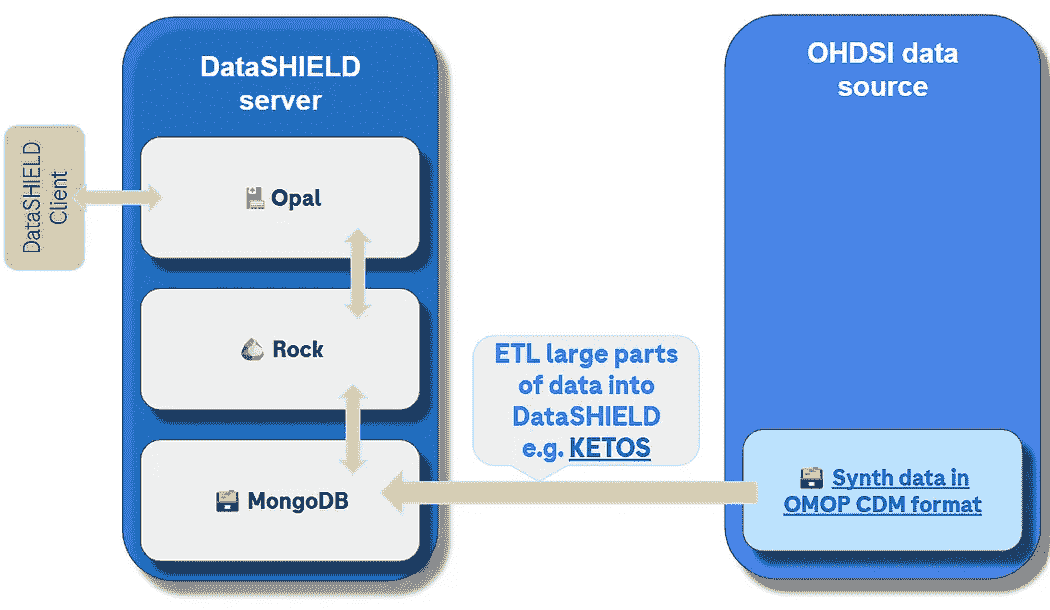 DataSHIELD
server
OHDSI data
source
DataSHIELD
Client
Opal
Rock
ETL large parts
of data into
DataSHIELD
e.g. KETOS
MongoDB
Synth data in
OMOP CDM format